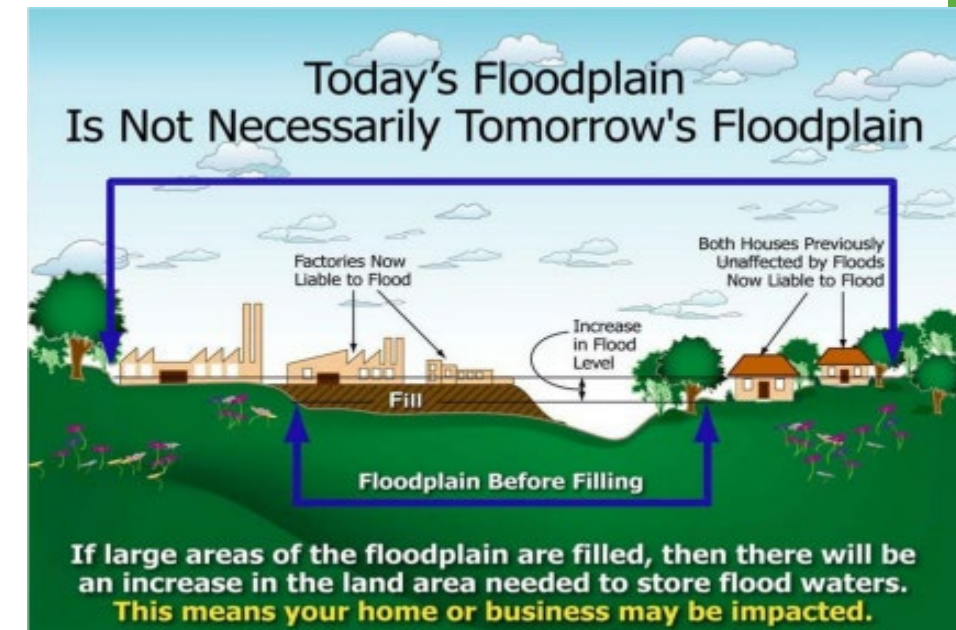 Today's Floodplain
Is Not Necessarily Tomorrow's Floodplain
Factories Now
Liable to Flood
Both Houses Previously
Unaffected by Floods
Now Liable to Flood
Increase
in Flood
Level
Fill
Floodplain Before Filling
If large areas of the floodplain are filled, then there will be
an increase in the land area needed to store flood waters.
This means your home or business may be impacted.